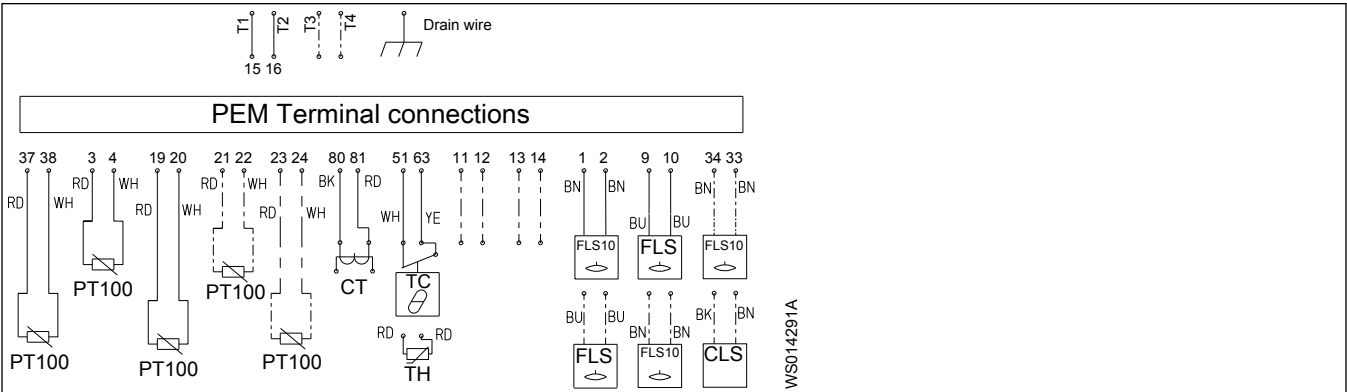 T1 T2 T3 T4 Drain wire
15 16
PEM Terminal connections
37 38 3 4 19 20 21 22 23 24 80 81 51 63 11 12 13 14 1 2 9 10 34 33
RD WH RD WH RD WH RD WH RD WH BK RD WH YE BN BN BU BU BN BN
FLS10 FLS FLS10
PT100 PT100 CT TC
BU BU BN BN BK BN
RD RD
FLS FLS10 CLS
PT100 PT100 PT100 TH
WS014291A